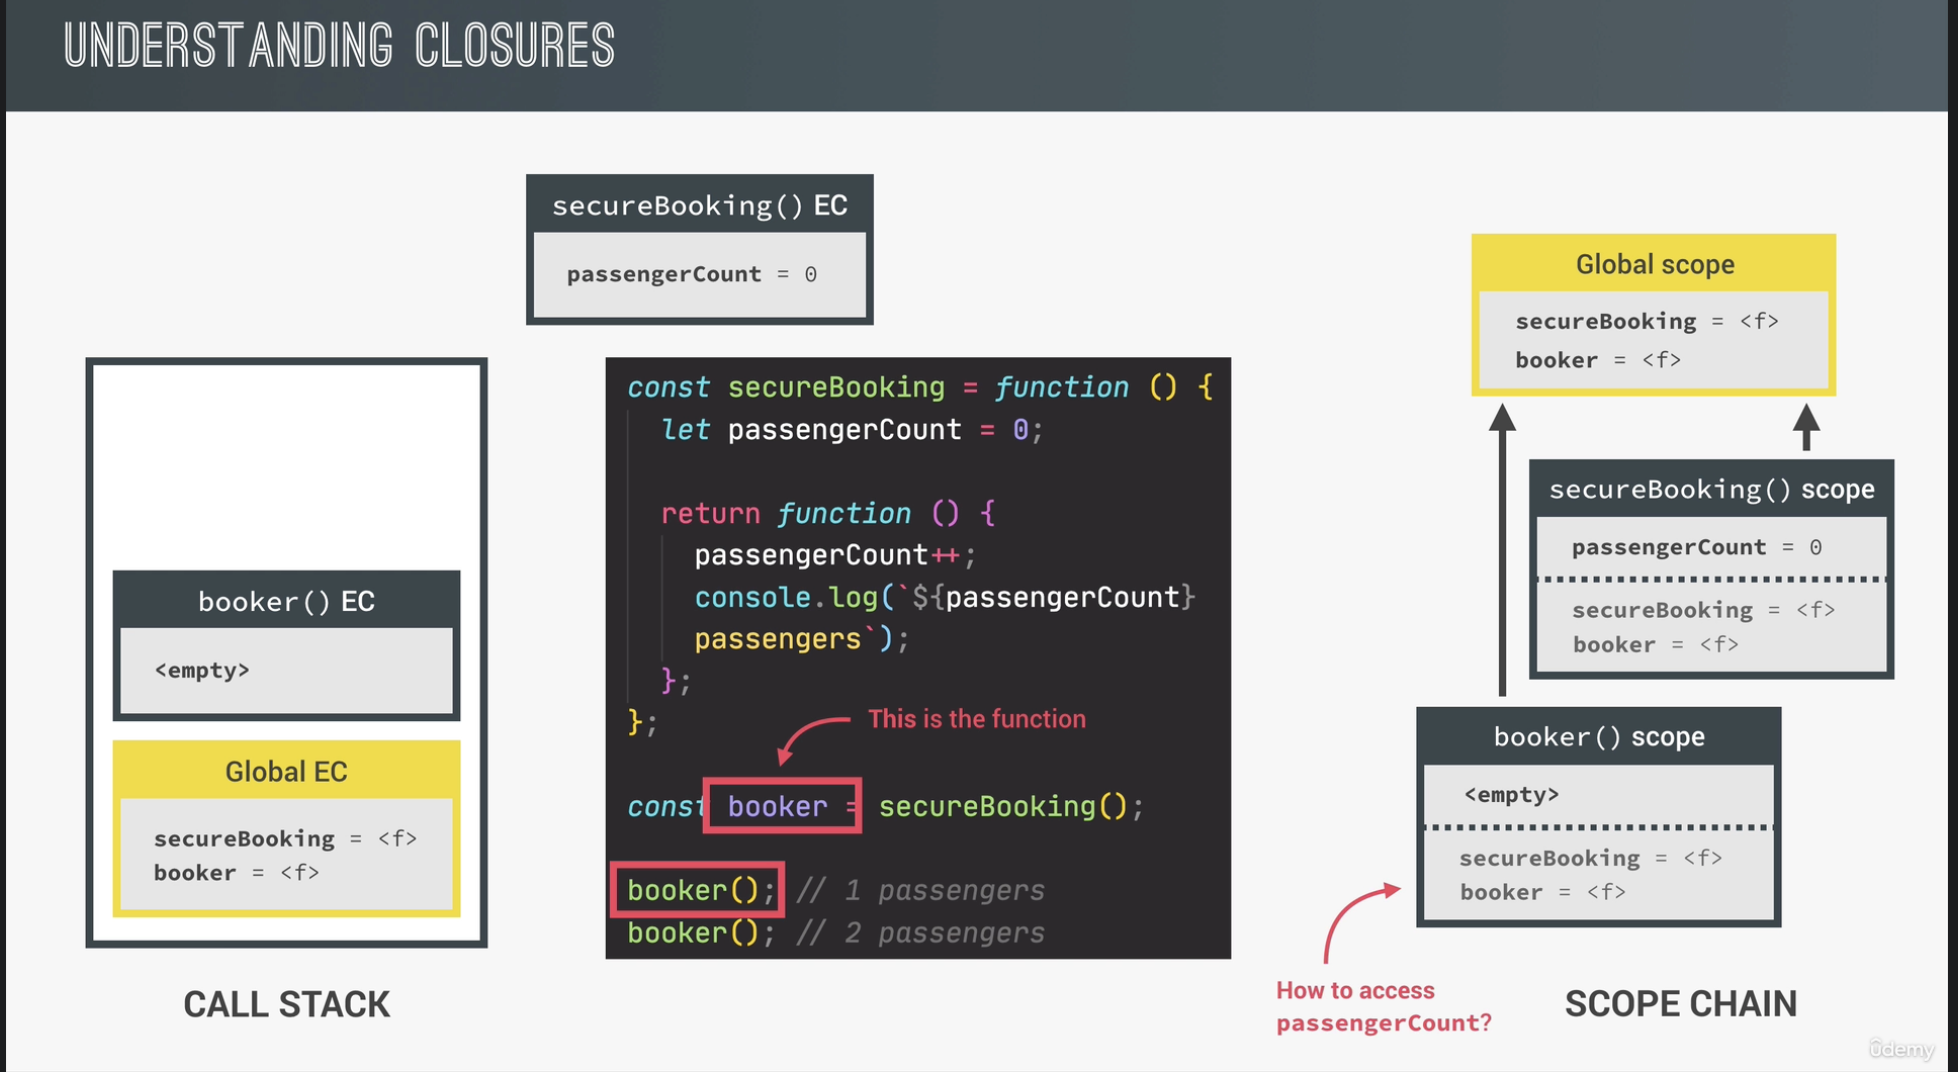 UNDERSTANDING CLOSURES
secureBooking() EC
passengerCount = 0
booker() EC
<empty>
Global EC
secureBooking = <f>
booker = <f>
CALL STACK
const secureBooking = function () {
let passengerCount = 0;
return function () {
passengerCount++;
console.log(`${passengerCount}
passengers`);
};
};
This is the function
const booker = secureBooking();
booker(); // 1 passengers
booker(); // 2 passengers
Global scope
secureBooking = <f>
booker = <f>
secureBooking() scope
passengerCount = 0
secureBooking = <f>
booker = <f>
booker() scope
<empty>
secureBooking = <f>
booker = <f>
How to access
passengerCount?
SCOPE CHAIN
ûdemy